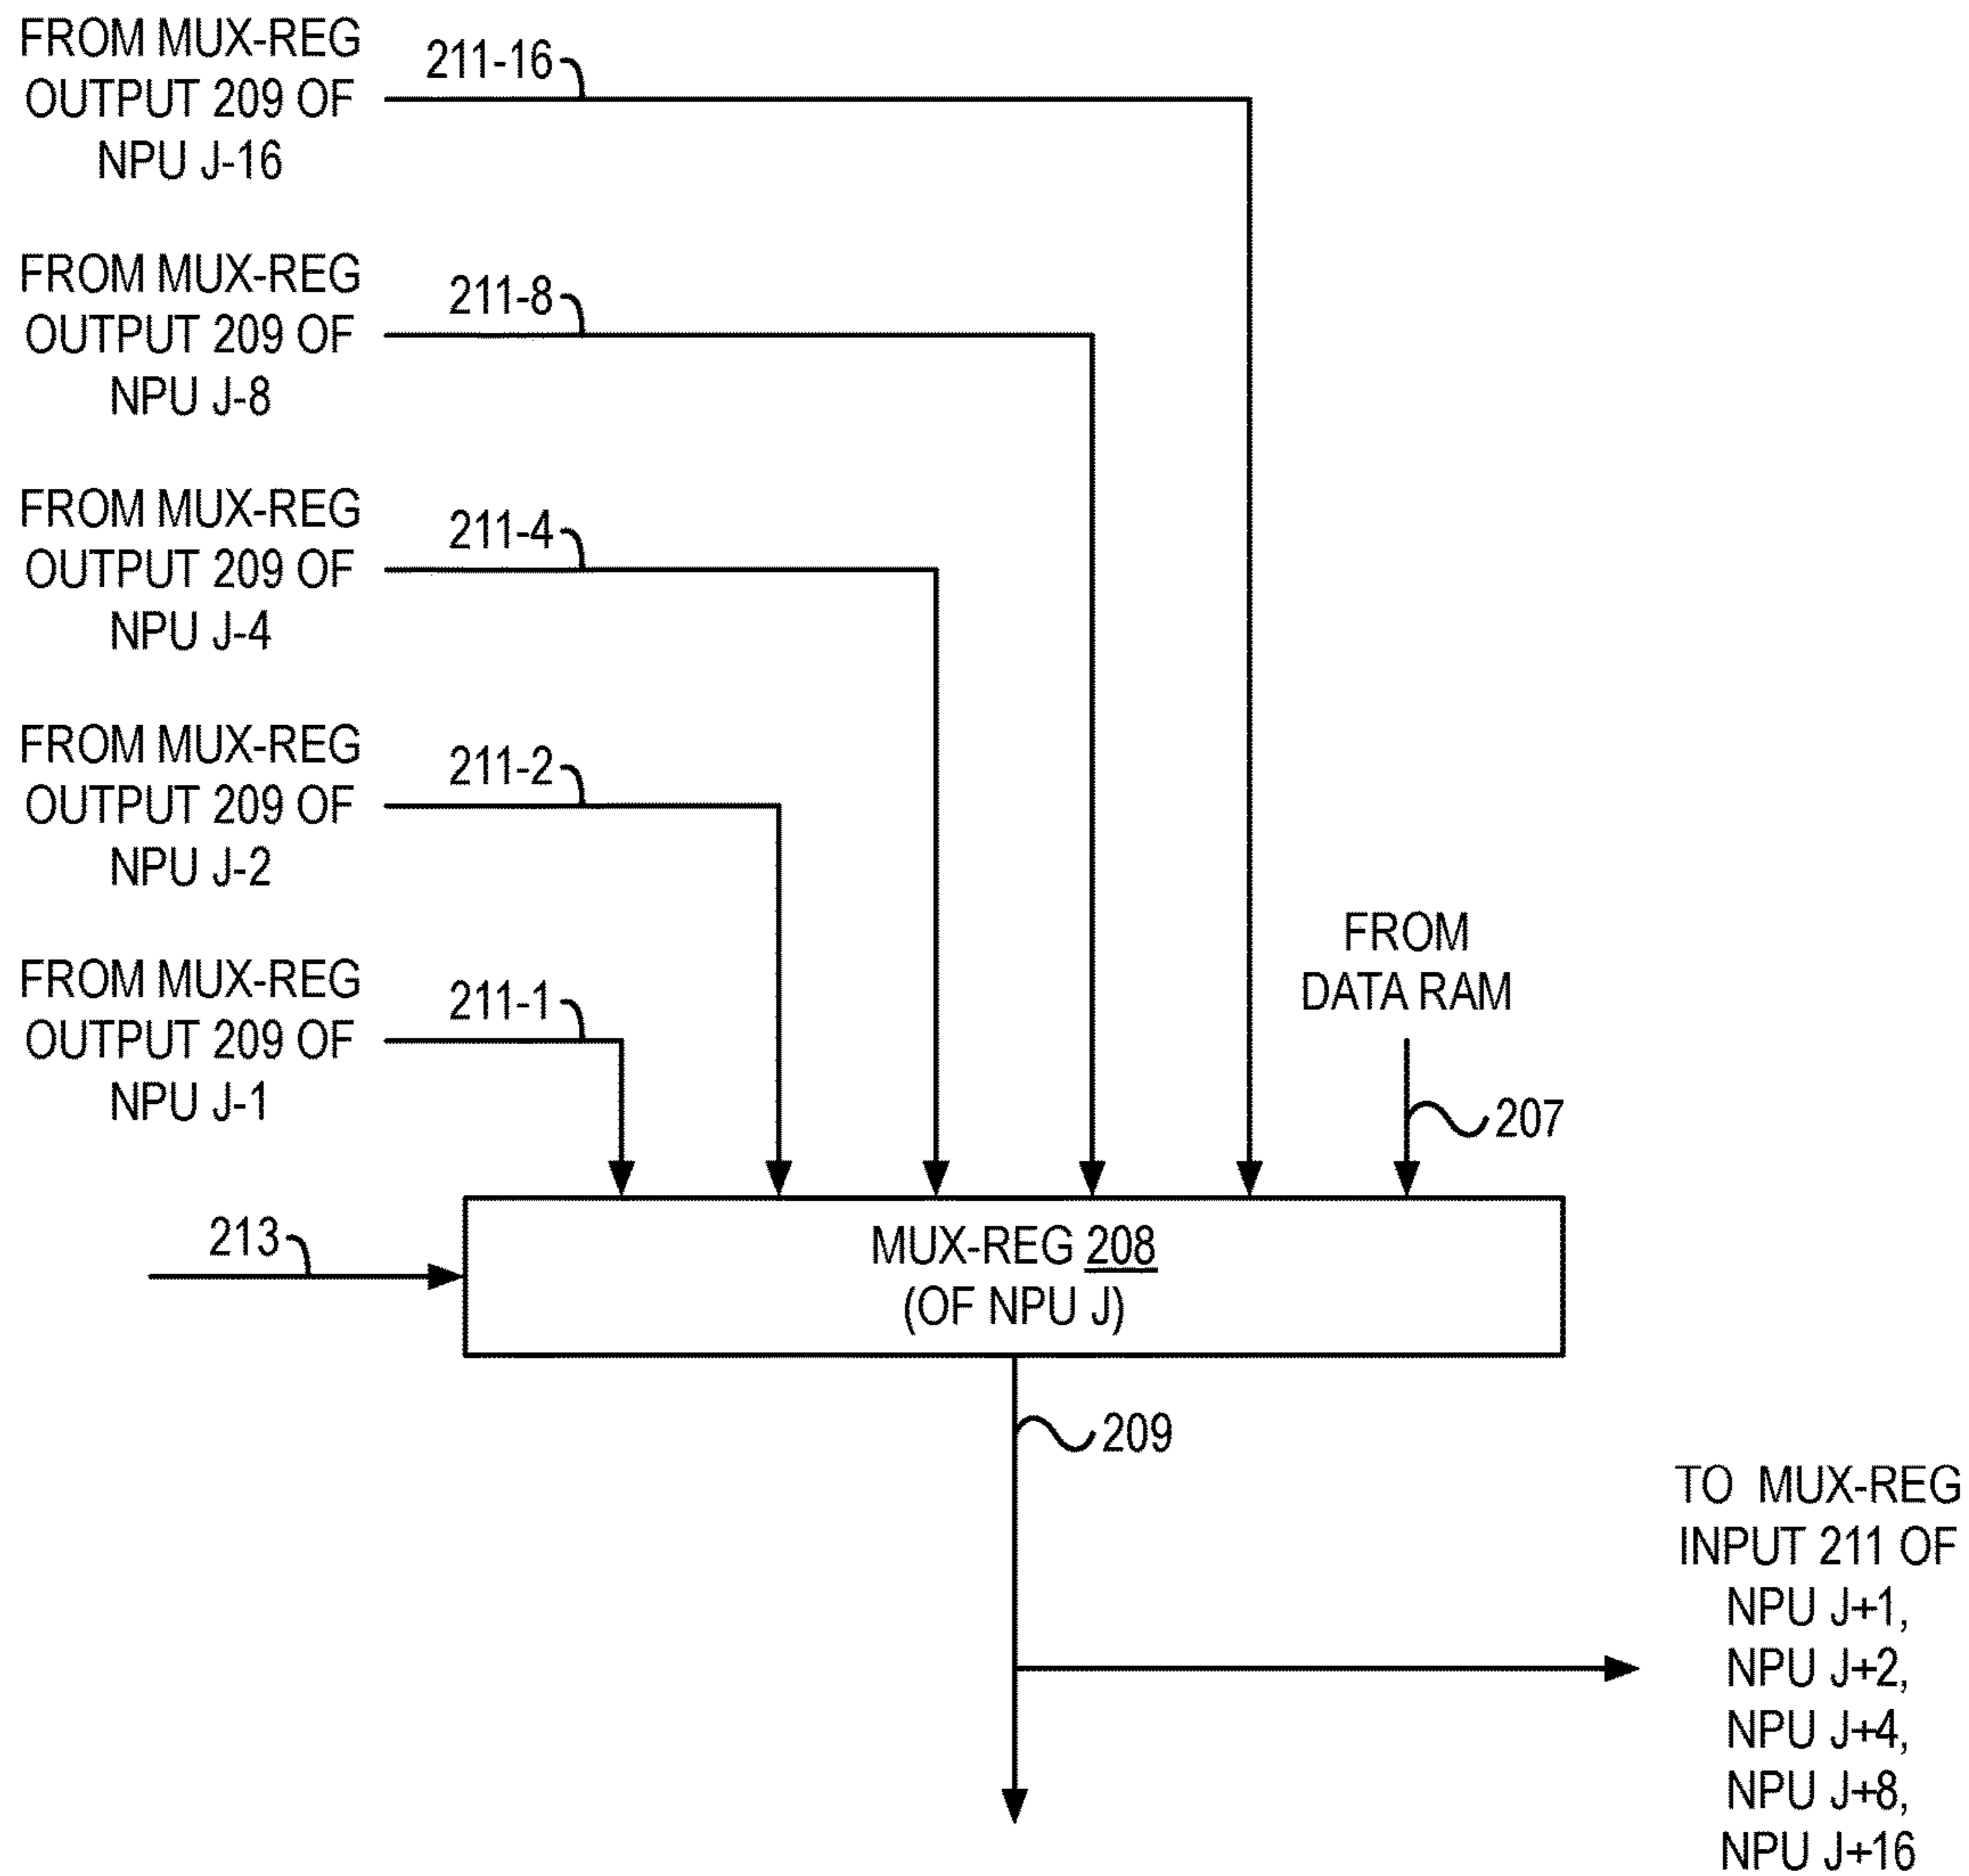 FROM MUX-REG
OUTPUT 209 OF
NPU J-16
211-16
FROM MUX-REG
OUTPUT 209 OF
NPU J-8
211-8
FROM MUX-REG
OUTPUT 209 OF
NPU J-4
211-4
FROM MUX-REG
OUTPUT 209 OF
NPU J-2
211-2
FROM MUX-REG
OUTPUT 209 OF
NPU J-1
211-1
FROM
DATA RAM
207
213
MUX-REG 208
(OF NPU J)
209
TO MUX-REG
INPUT 211 OF
NPU J+1,
NPU J+2,
NPU J+4,
NPU J+8,
NPU J+16